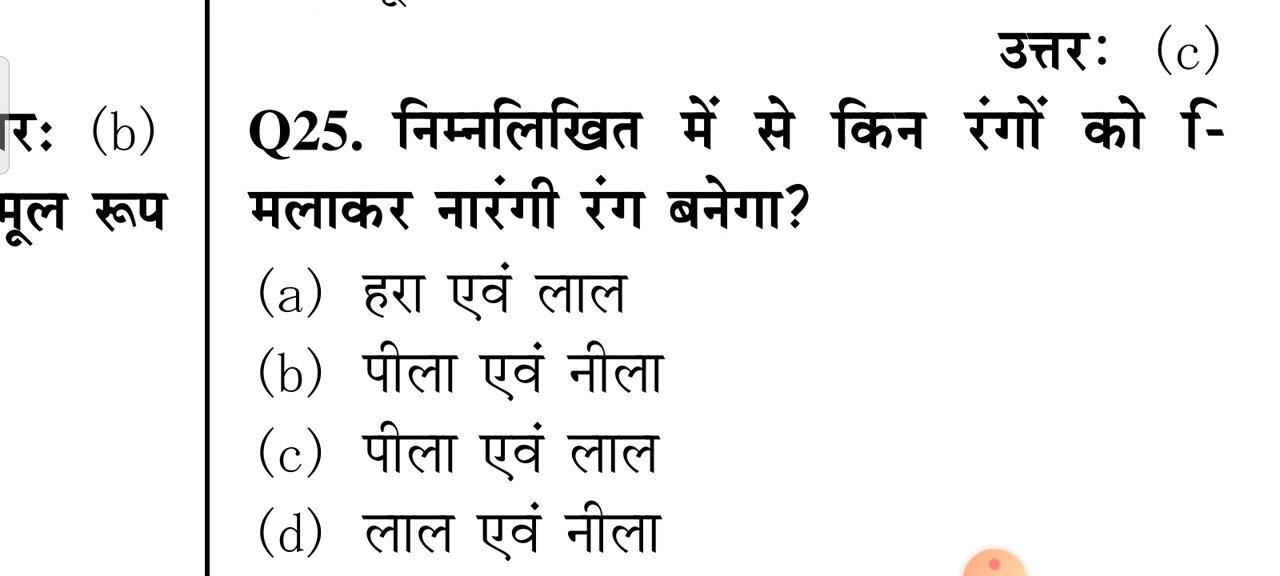 रः (b)
मूल रूप
उत्तरः (c)
Q25. निम्नलिखित में से किन रंगों को ि-
मलाकर नारंगी रंग बनेगा?
(a) हरा एवं लाल
(b) पीला एवं नीला
(c) पीला एवं लाल
(d) लाल एवं नीला